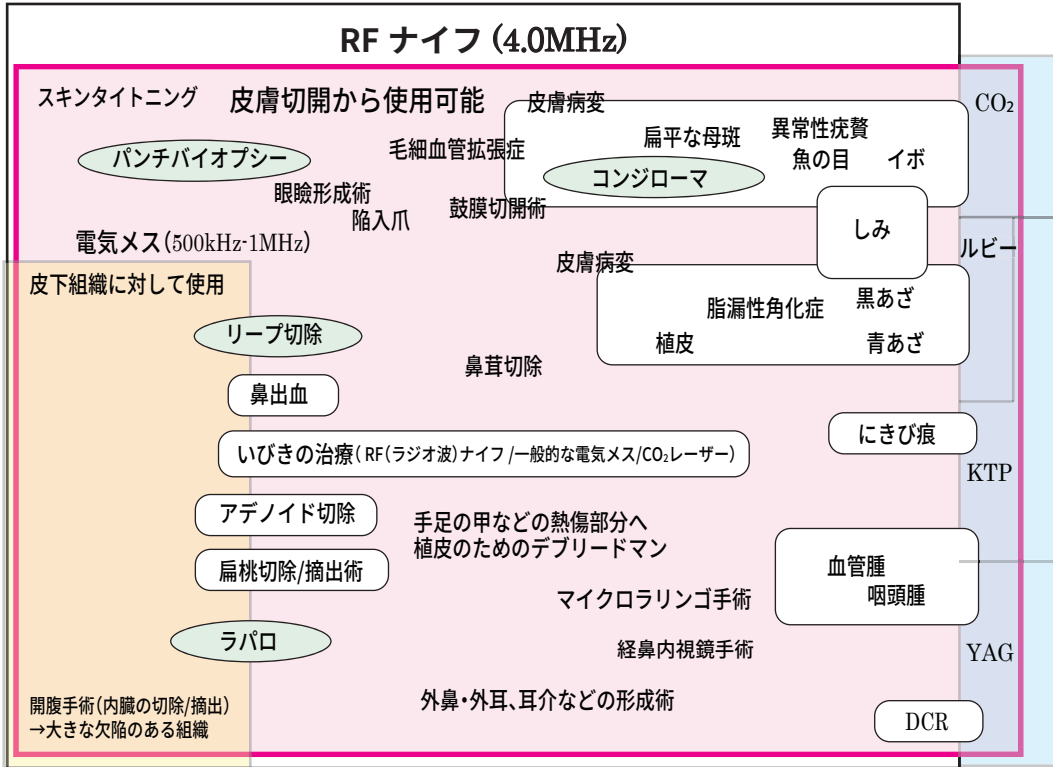 RF ナイフ (4.0MHz)
スキンタイトニング
皮膚切開から使用可能
皮膚病変
CO₂
異常性疣贅
扁平な母斑
毛細血管拡張症
パンチバイオプシー
魚の目
イボ
コンジローマ
眼瞼形成術
鼓膜切開術
陥入爪
しみ
電気メス(500kHz-1MHz)
ルビー
皮膚病変
皮下組織に対して使用
黒あざ
脂漏性角化症
リープ切除
植皮
青あざ
鼻茸切除
鼻出血
にきび痕
いびきの治療(RF(ラジオ波)ナイフ/一般的な電気メス/CO₂レーザー)
KTP
アデノイド切除
手足の甲などの熱傷部分へ
植皮のためのデブリードマン
扁桃切除/摘出術
血管腫
咽頭腫
マイクロラリンゴ手術
ラパロ
経鼻内視鏡手術
YAG
外鼻・外耳、耳介などの形成術
開腹手術(内臓の切除/摘出)
→大きな欠陥のある組織
DCR